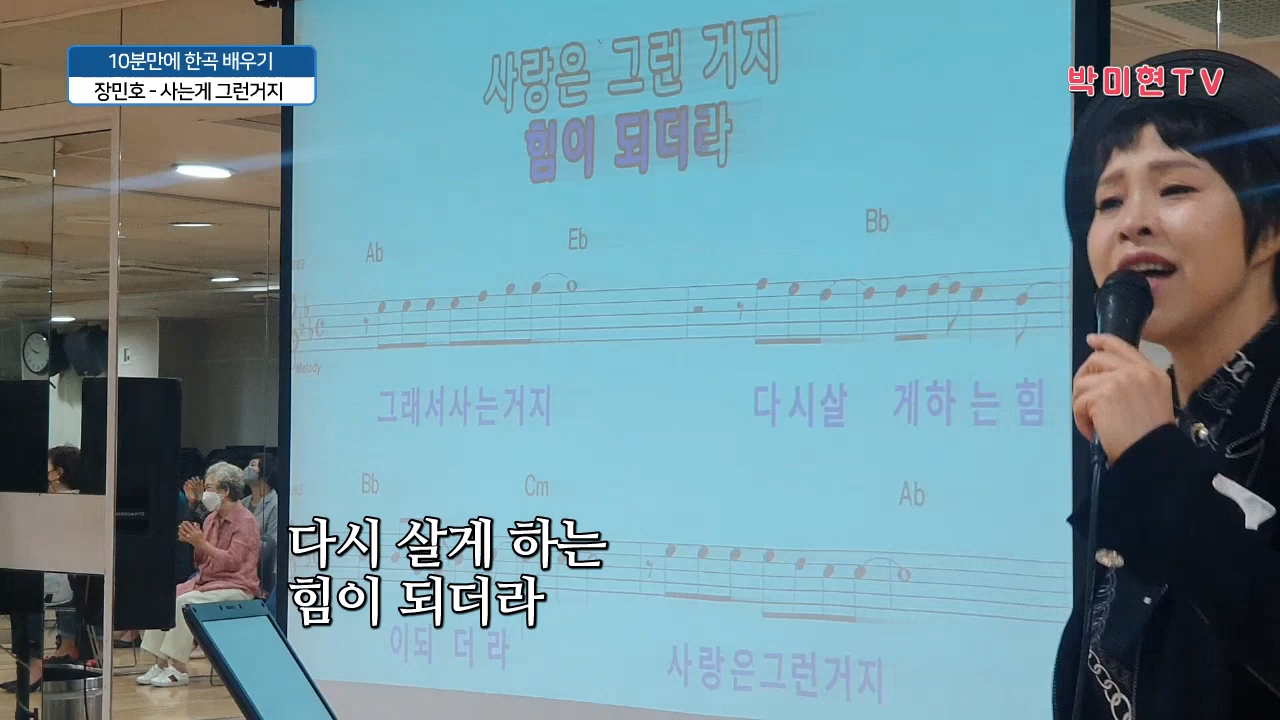 10분만에 한곡 배우기
장민호 - 사는게 그런거지
박미현TV
사랑은 그런 거지
힘이 되더라
Ab Eb Bb
Melody
그래서사는거지 다시살 게하 는 힘
Bb Cm Ab
다시 살게 하는
힘이 되더라
이되 더 라 사랑은그런거지